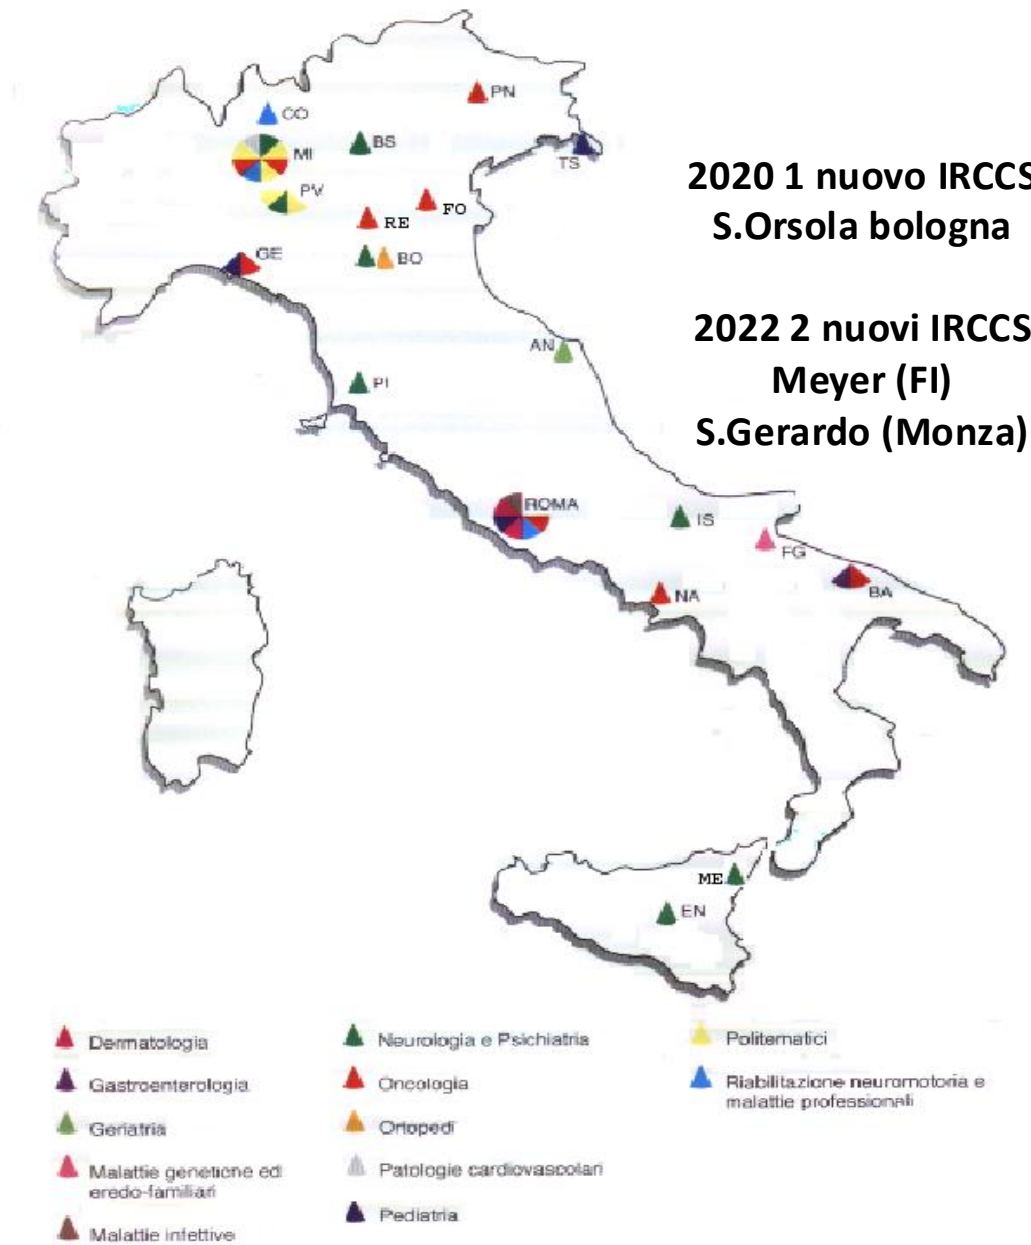 PN
CO
BS
MI
TS
PV
FO
RE
GE
BO
AN
PI
ROMA
IS
FG
BA
NA
ME
EN
2020 1 nuovo IRCCS
S.Orsola bologna
2022 2 nuovi IRCCS
Meyer (FI)
S.Gerardo (Monza)
Dermatologia
Gastroenterologia
Geriatria
Malattie genetiche ed
eredo-familiari
Malattie infettive
Neurologia e Psichiatria
Oncologia
Ortopedi
Patologie cardiovascolari
Pediatria
Politematici
Riabilitazione neuromotoria e
malattie professionali